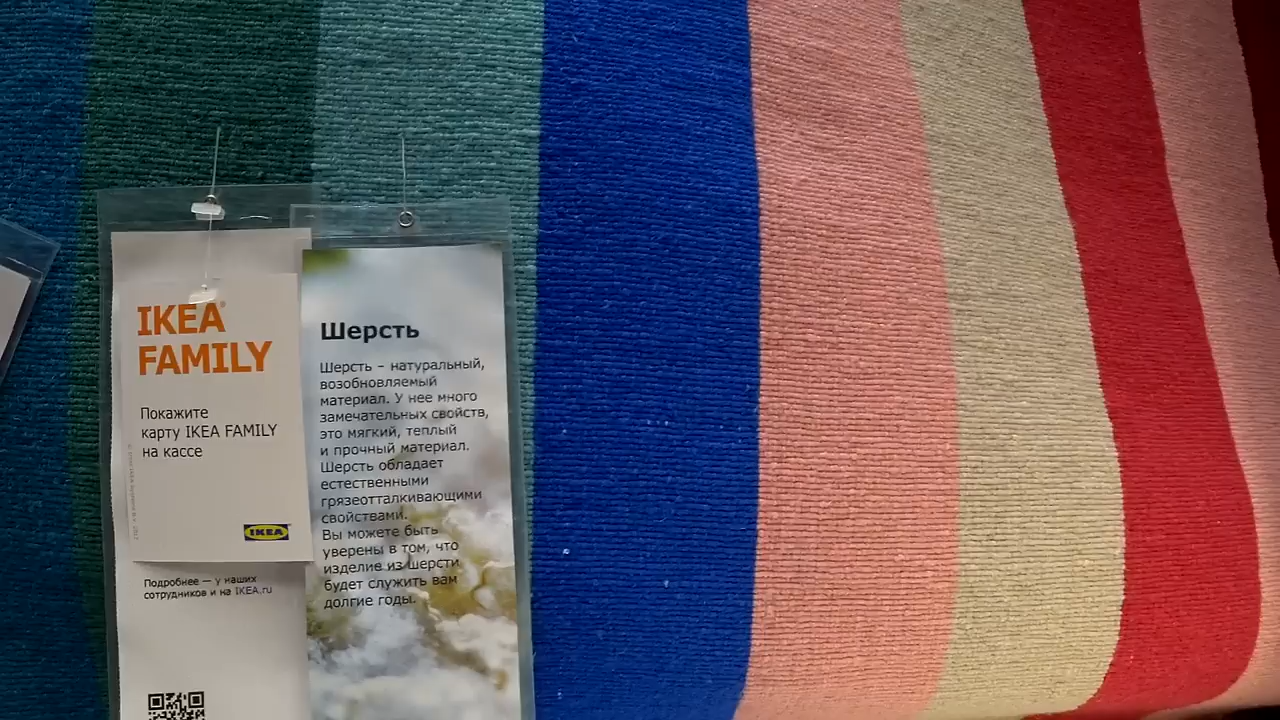 IKEA
FAMILY
Покажите
карту IKEA FAMILY
на кассе
IKEA
Подробнее — у наших
сотрудников и на IKEA.ru
Шерсть
Шерсть – натуральный,
возобновляемый
материал. У нее много
замечательных свойств,
это мягкий, теплый
и прочный материал.
Шерсть обладает
естественными
грязеотталкивающими
свойствами.
Вы можете быть
уверены в том, что
изделие из шерсти
будет служить вам
долгие годы.